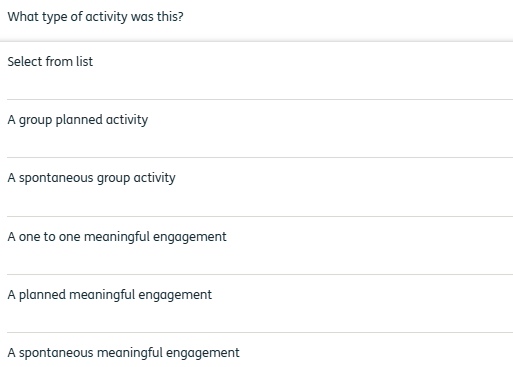 What type of activity was this?
Select from list
A group planned activity
A spontaneous group activity
A one to one meaningful engagement
A planned meaningful engagement
A spontaneous meaningful engagement